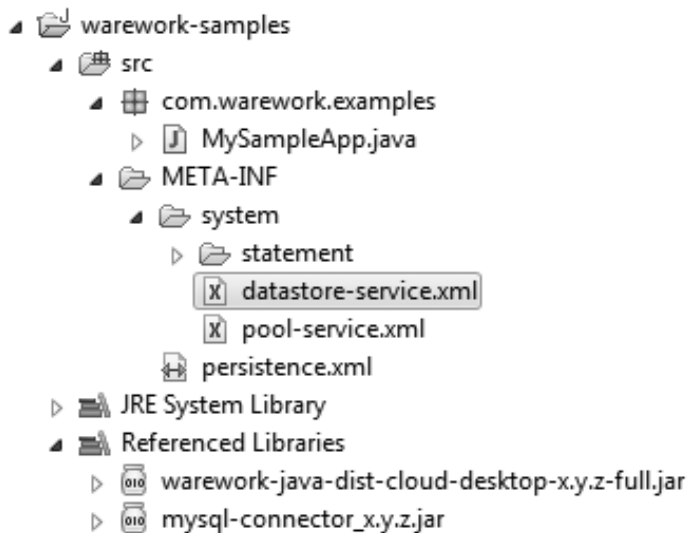 warework-samples
src
com.warework.examples
MySampleApp.java
META-INF
system
statement
datastore-service.xml
pool-service.xml
persistence.xml
JRE System Library
Referenced Libraries
warework-java-dist-cloud-desktop-x.y.z-full.jar
mysql-connector_x.y.z.jar